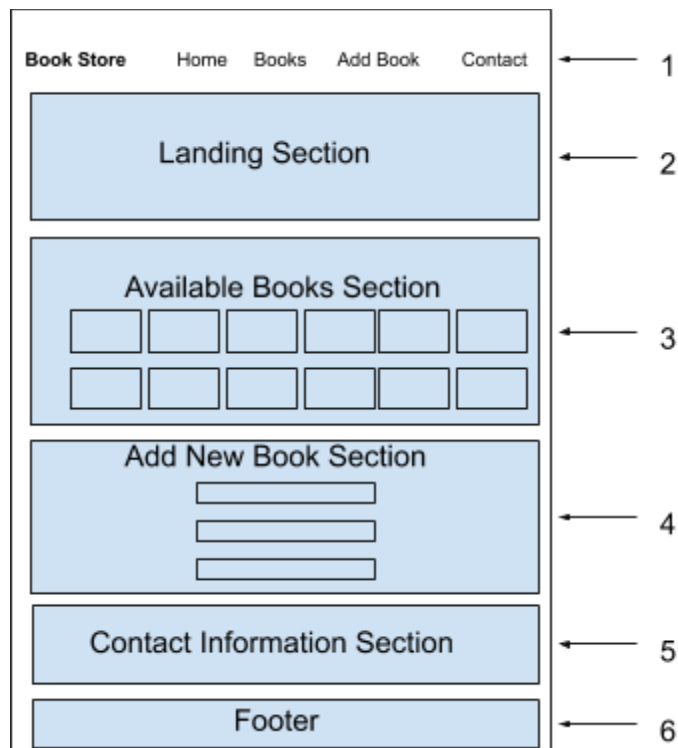 Book Store Home Books Add Book Contact 1
Landing Section 2
Available Books Section
3
Add New Book Section
4
Contact Information Section 5
Footer 6